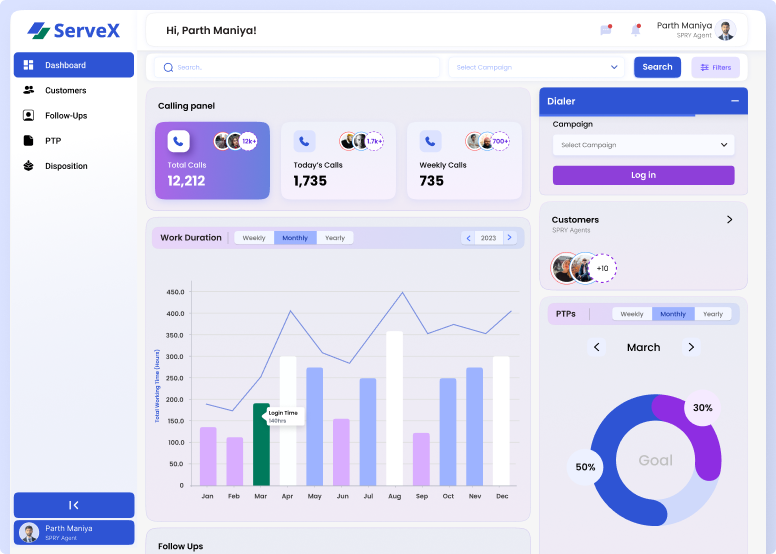 ServeX
Hi, Parth Maniya!
Parth Maniya
SPRY Agent
Dashboard
Customers
Follow-Ups
PTP
Disposition
Search.
Select Campaign
Search
Filters
Calling panel
12k+
Total Calls
12,212
1.7k+
Today's Calls
1,735
700+
Weekly Calls
735
Dialer
Campaign
Select Campaign
Log in
Customers
SPRY Agents
+10
Work Duration
Weekly
Monthly
Yearly
2023
Total Working Time (Hours)
450.0
400.0
350.0
300.0
250.0
200.0
150.0
100.0
50.0
0
Login Time
140hrs
Jan Feb Mar Apr May Jun Jul Aug Sep Oct Nev Dec
PTPs
Weekly
Monthly
Yearly
March
30%
50%
Goal
Follow Ups
Parth Maniya
SPRY Agent